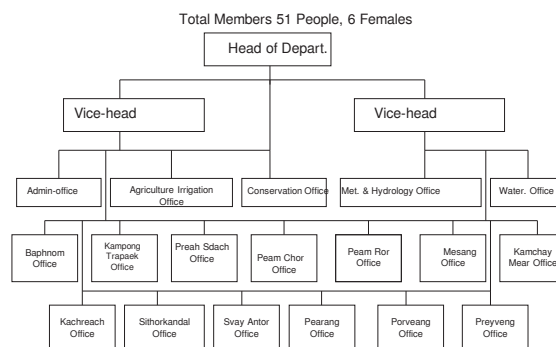 Total Members 51 People, 6 Females
Head of Depart.
Vice-head
Vice-head
Admin-office
Agriculture Irrigation
Office
Conservation Office
Met. & Hydrology Office
Water. Office
Baphnom
Office
Kampong
Trapaek
Office
Preah Sdach
Office
Peam Chor
Office
Peam Ror
Office
Mesang
Office
Kamchay
Mear Office
Kachreach
Office
Sithorkandal
Office
Svay Antor
Office
Pearang
Office
Porveang
Office
Preyveng
Office